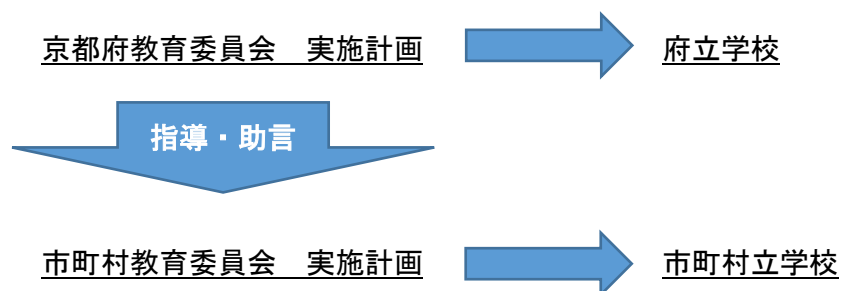 京都府教育委員会　実施計画
府立学校
指導・助言
市町村教育委員会　実施計画
市町村立学校